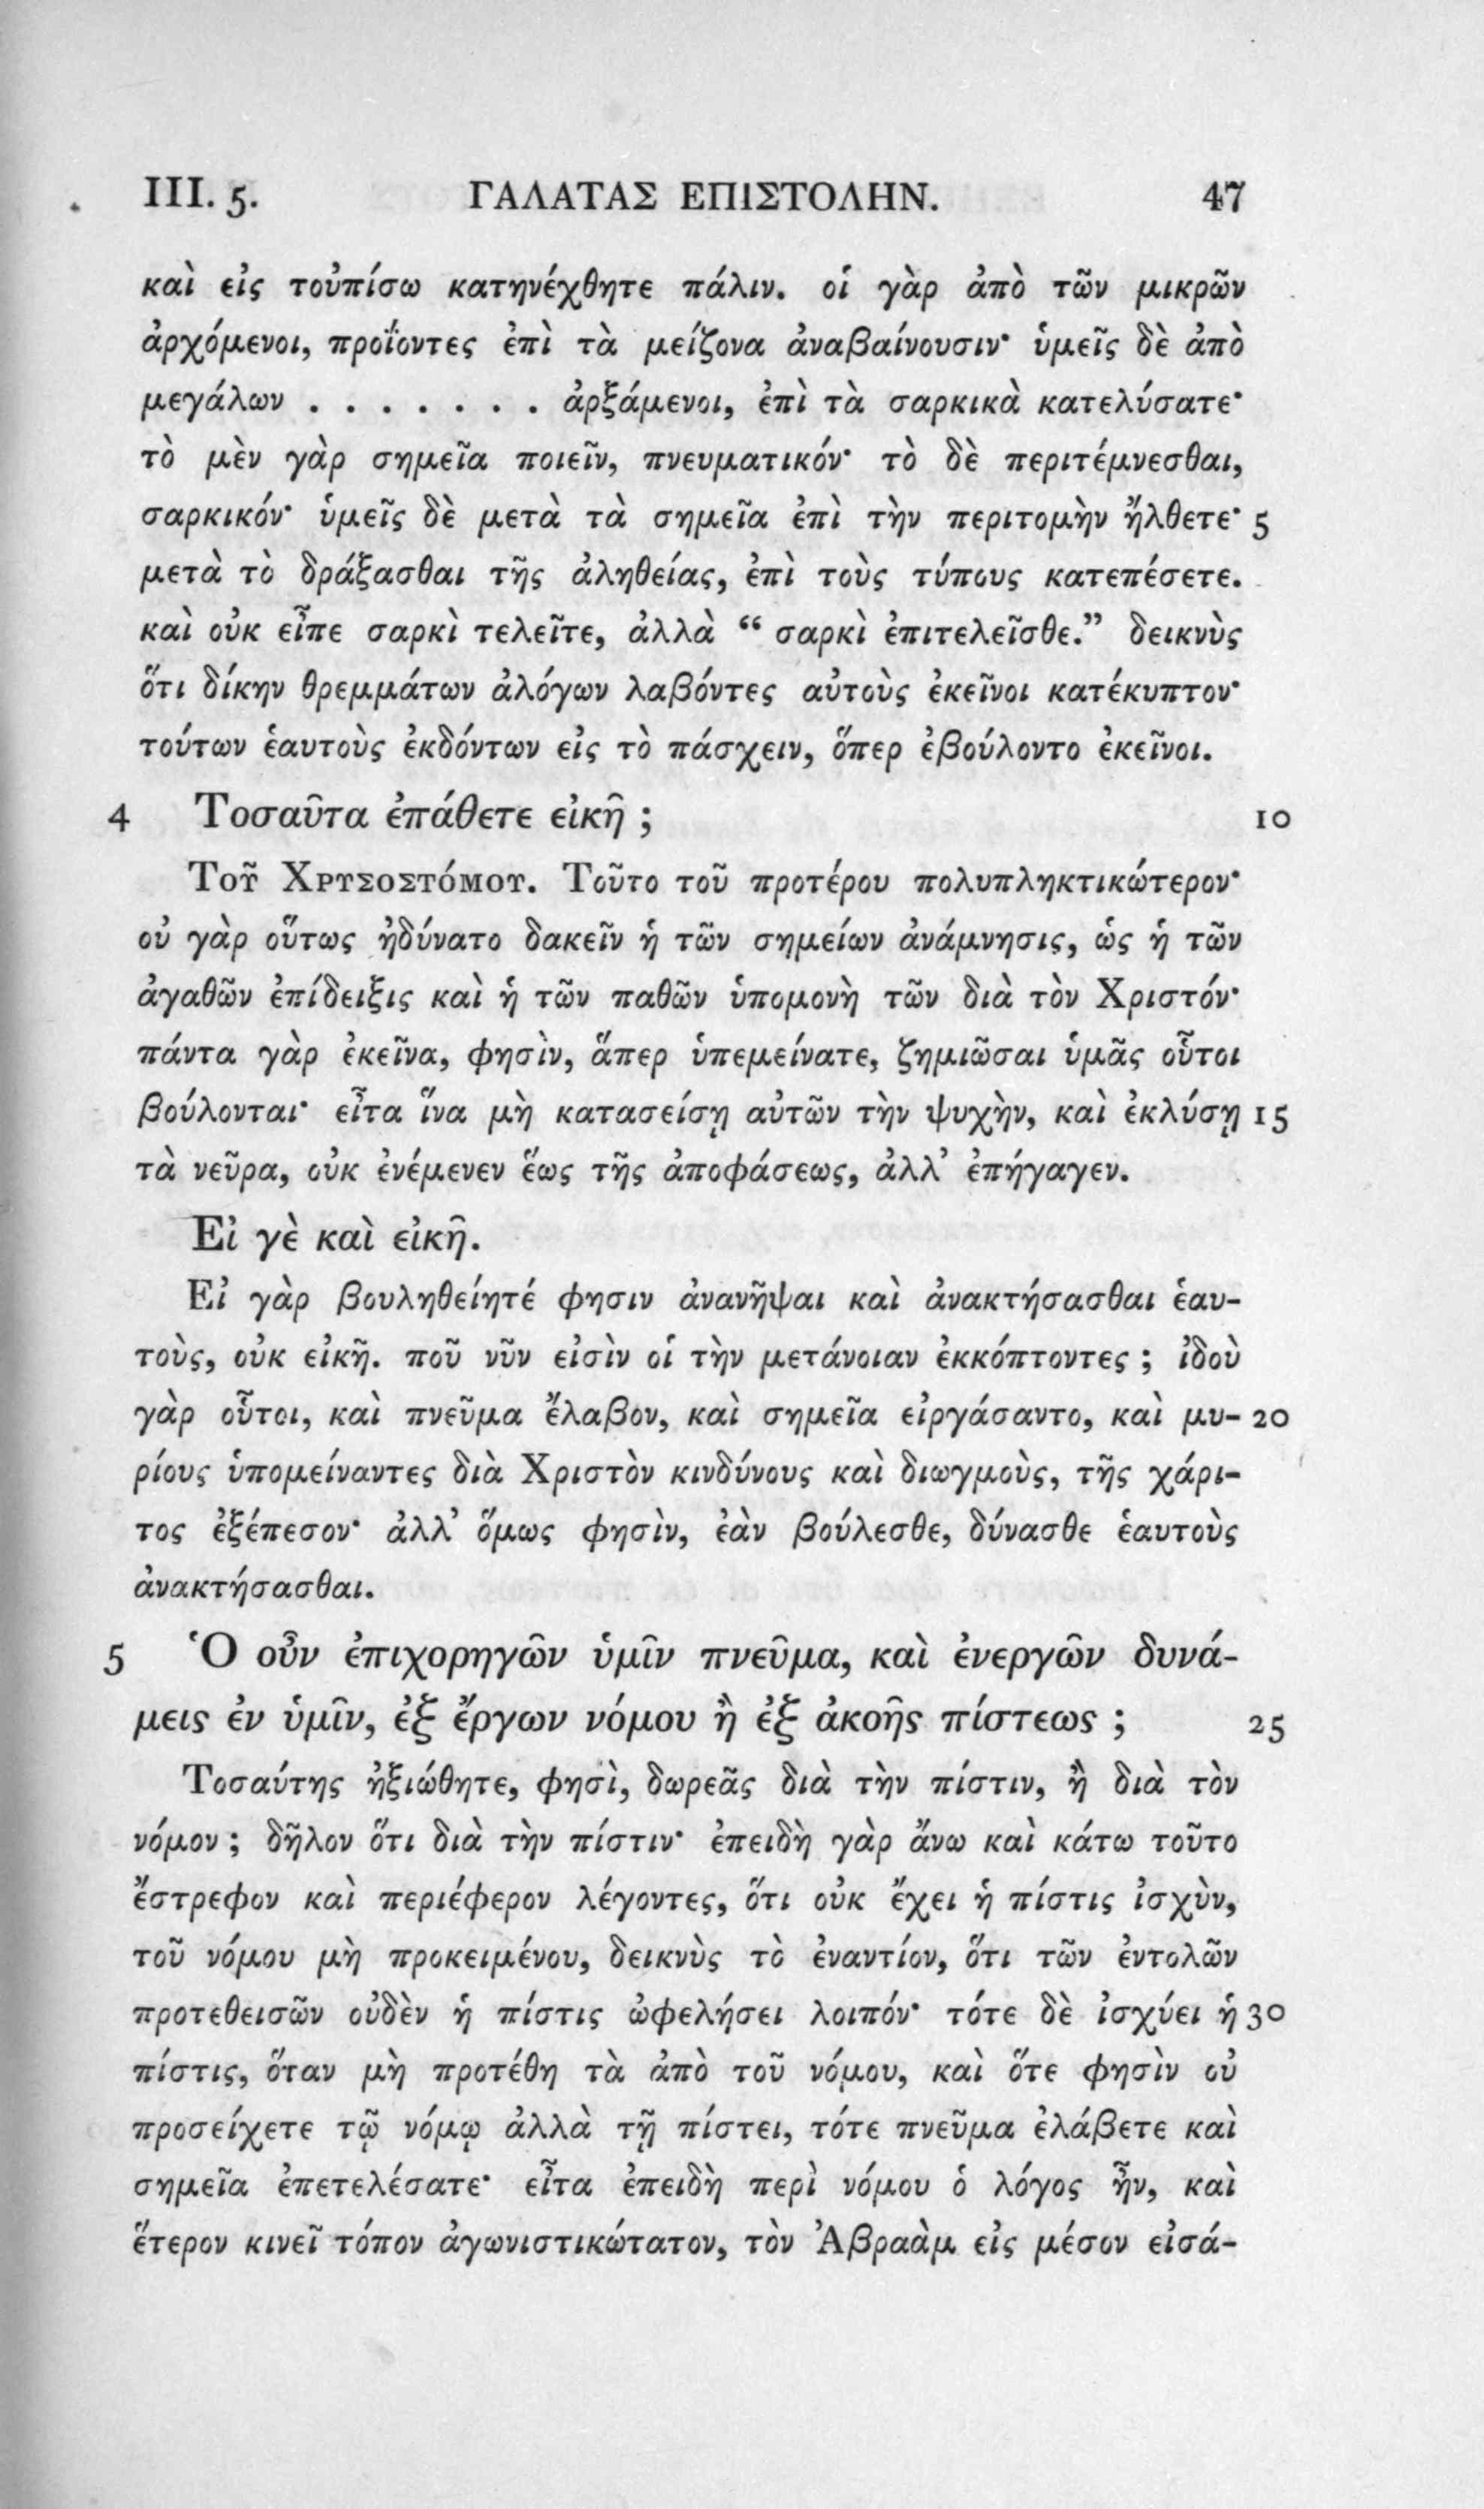 III. 5. ΓΑΛΑΤΑΣ ΕΠΙΣΤΟΛΗΝ. 47
καὶ εἰς τοὐπίσω κατηνέχθητε πάλιν. οἱ γὰρ ἀπὸ τῶν μικρῶν
ἀρχόμενοι, προΐοντες ἐπὶ τὰ μείζονα ἀναβαίνουσιν· ὑμεῖς δὲ ἀπὸ
μεγάλων . . . . . . . ἀρξάμενοι, ἐπὶ τὰ σαρκικὰ κατελύσατε·
τὸ μὲν γὰρ σημεῖα ποιεῖν, πνευματικόν· τὸ δὲ περιτέμνεσθαι,
σαρκικόν· ὑμεῖς δὲ μετὰ τὰ σημεῖα ἐπὶ τὴν περιτομὴν ἤλθετε· 5
μετὰ τὸ δράξασθαι τῆς ἀληθείας, ἐπὶ τοὺς τύπους κατεπέσετε.
καὶ οὐκ εἶπε σαρκὶ τελεῖτε, ἀλλὰ “ σαρκὶ ἐπιτελεῖσθε.” δεικνὺς
ὅτι δίκην θρεμμάτων ἀλόγων λαβόντες αὐτοὺς ἐκεῖνοι κατέκυπτον·
τούτων ἑαυτοὺς ἐκδόντων εἰς τὸ πάσχειν, ὅπερ ἐβούλοντο ἐκεῖνοι.
4 Τοσαῦτα ἐπάθετε εἰκῆ ; 10
Τοῦ Χρυσοστόμου. Τοῦτο τοῦ προτέρου πολυπληκτικώτερον·
οὐ γὰρ οὕτως ἠδύνατο δακεῖν ἡ τῶν σημείων ἀνάμνησις, ὡς ἡ τῶν
ἀγαθῶν ἐπίδειξις καὶ ἡ τῶν παθῶν ὑπομονὴ τῶν διὰ τὸν Χριστόν·
πάντα γὰρ ἐκεῖνα, φησὶν, ἅπερ ὑπεμείνατε, ζημιῶσαι ὑμᾶς οὗτοι
βούλονται· εἶτα ἵνα μὴ κατασείσῃ αὐτῶν τὴν ψυχὴν, καὶ ἐκλύσῃ 15
τὰ νεῦρα, οὐκ ἐνέμενεν ἕως τῆς ἀποφάσεως, ἀλλ’ ἐπήγαγεν.
Εἰ γὲ καὶ εἰκῆ.
Εἰ γὰρ βουληθείητέ φησιν ἀνανῆψαι καὶ ἀνακτήσασθαι ἑαυ-
τοὺς, οὐκ εἰκῆ. ποῦ νῦν εἰσὶν οἱ τὴν μετάνοιαν ἐκκόπτοντες ; ἰδοὺ
γὰρ οὗτοι, καὶ πνεῦμα ἔλαβον, καὶ σημεῖα εἰργάσαντο, καὶ μυ- 20
ρίους ὑπομείναντες διὰ Χριστὸν κινδύνους καὶ διωγμοὺς, τῆς χάρι-
τος ἐξέπεσον· ἀλλ’ ὅμως φησὶν, ἐὰν βούλεσθε, δύνασθε ἑαυτοὺς
ἀνακτήσασθαι.
5 Ὁ οὖν ἐπιχορηγῶν ὑμῖν πνεῦμα, καὶ ἐνεργῶν δυνά-
μεις ἐν ὑμῖν, ἐξ ἔργων νόμου ἢ ἐξ ἀκοῆς πίστεως ; 25
Τοσαύτης ἠξιώθητε, φησὶ, δωρεᾶς διὰ τὴν πίστιν, ἢ διὰ τὸν
νόμον ; δῆλον ὅτι διὰ τὴν πίστιν· ἐπειδὴ γὰρ ἄνω καὶ κάτω τοῦτο
ἔστρεφον καὶ περιέφερον λέγοντες, ὅτι οὐκ ἔχει ἡ πίστις ἰσχὺν,
τοῦ νόμου μὴ προκειμένου, δεικνὺς τὸ ἐναντίον, ὅτι τῶν ἐντολῶν
προτεθεισῶν οὐδὲν ἡ πίστις ὠφελήσει λοιπόν· τότε δὲ ἰσχύει ἡ 30
πίστις, ὅταν μὴ προτέθη τὰ ἀπὸ τοῦ νόμου, καὶ ὅτε φησὶν οὐ
προσείχετε τῷ νόμῳ ἀλλὰ τῇ πίστει, τότε πνεῦμα ἐλάβετε καὶ
σημεῖα ἐπετελέσατε· εἶτα ἐπειδὴ περὶ νόμου ὁ λόγος ἦν, καὶ
ἕτερον κινεῖ τόπον ἀγωνιστικώτατον, τὸν Ἀβραὰμ εἰς μέσον εἰσά-